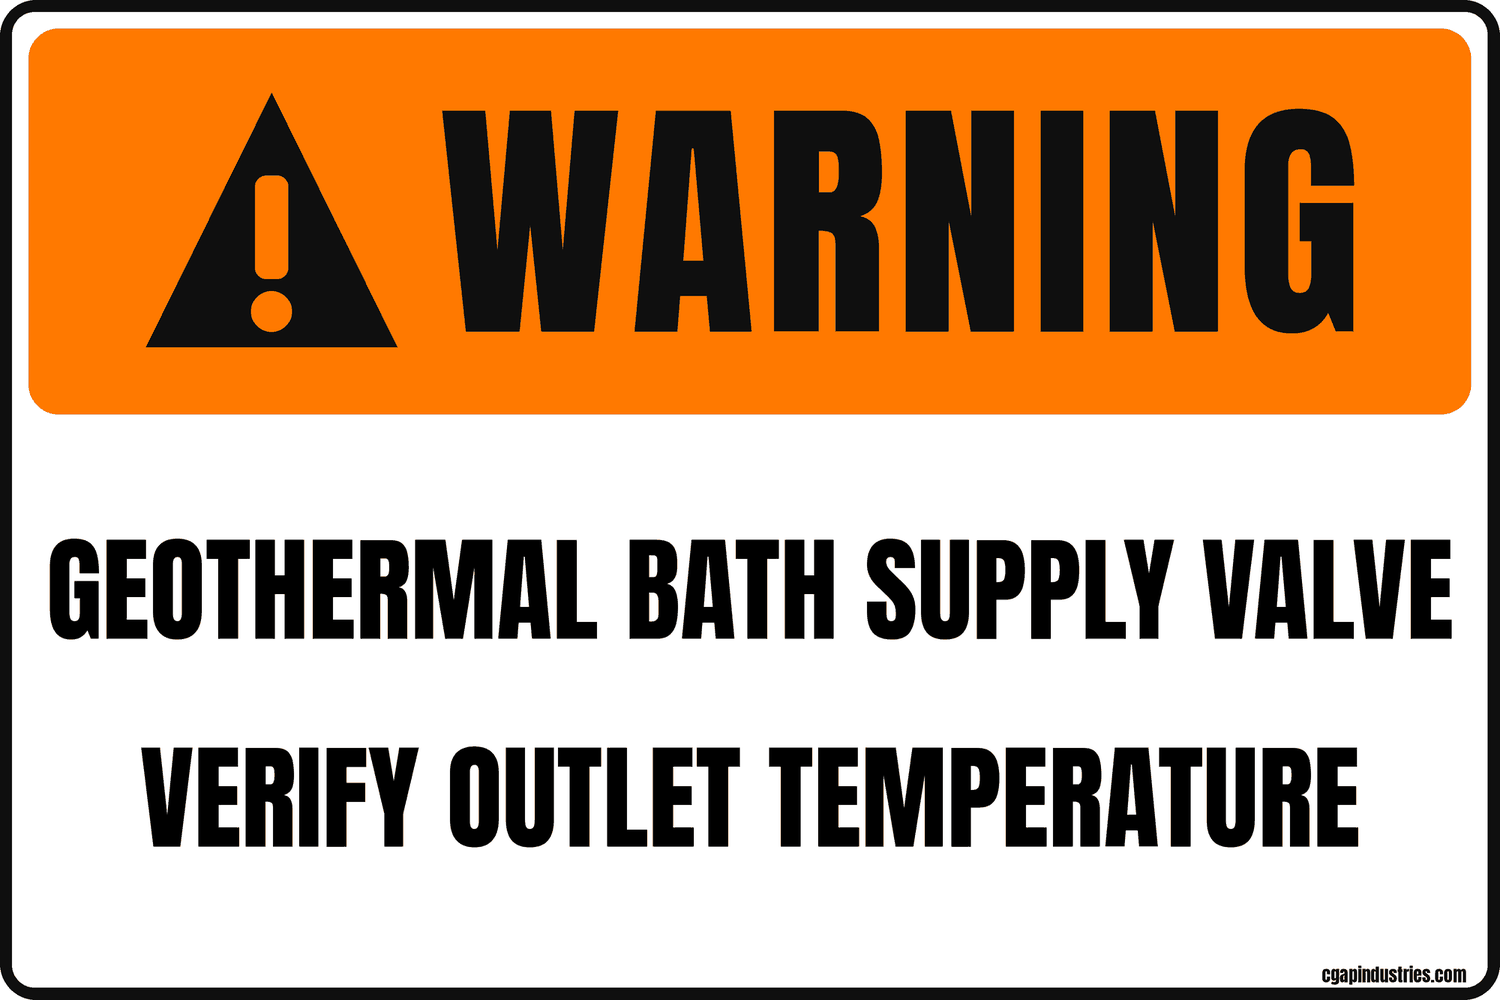 WARNING
GEOTHERMAL BATH SUPPLY VALVE
VERIFY OUTLET TEMPERATURE
cgapindustries.com